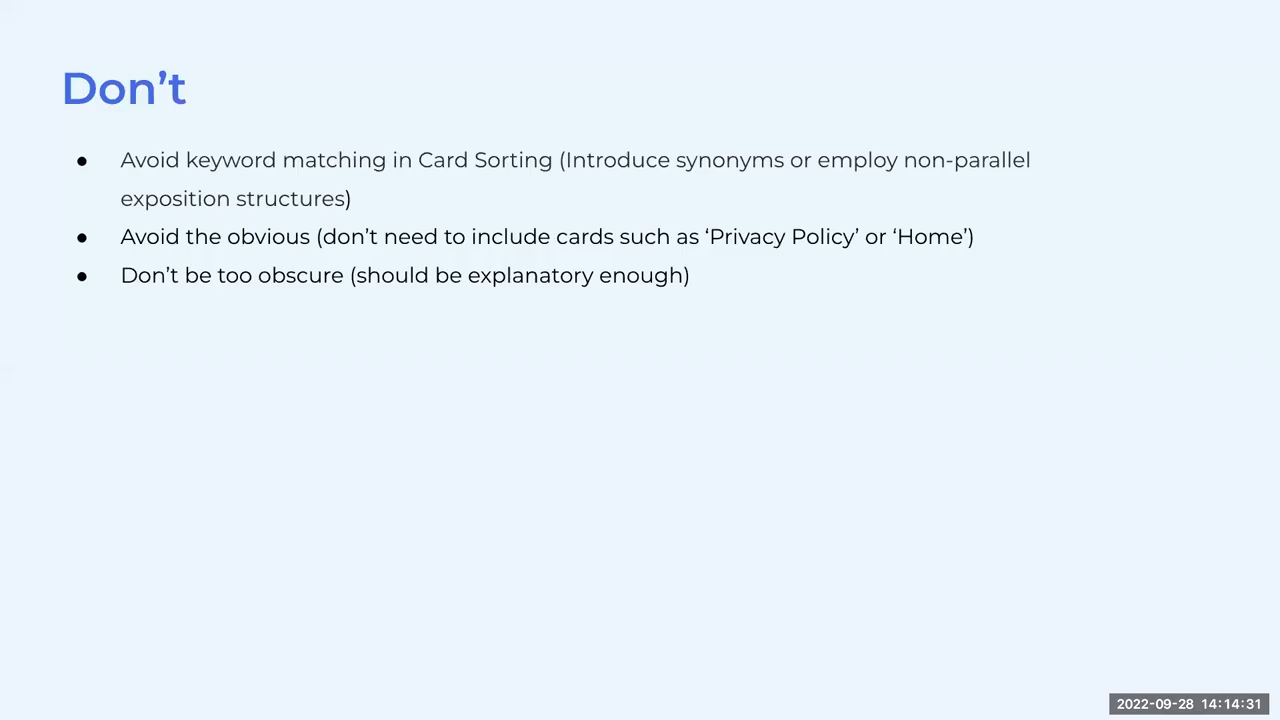 Don’t
● Avoid keyword matching in Card Sorting (Introduce synonyms or employ non-parallel
exposition structures)
● Avoid the obvious (don’t need to include cards such as ‘Privacy Policy’ or ‘Home’)
● Don’t be too obscure (should be explanatory enough)
2022-09-28 14:14:31